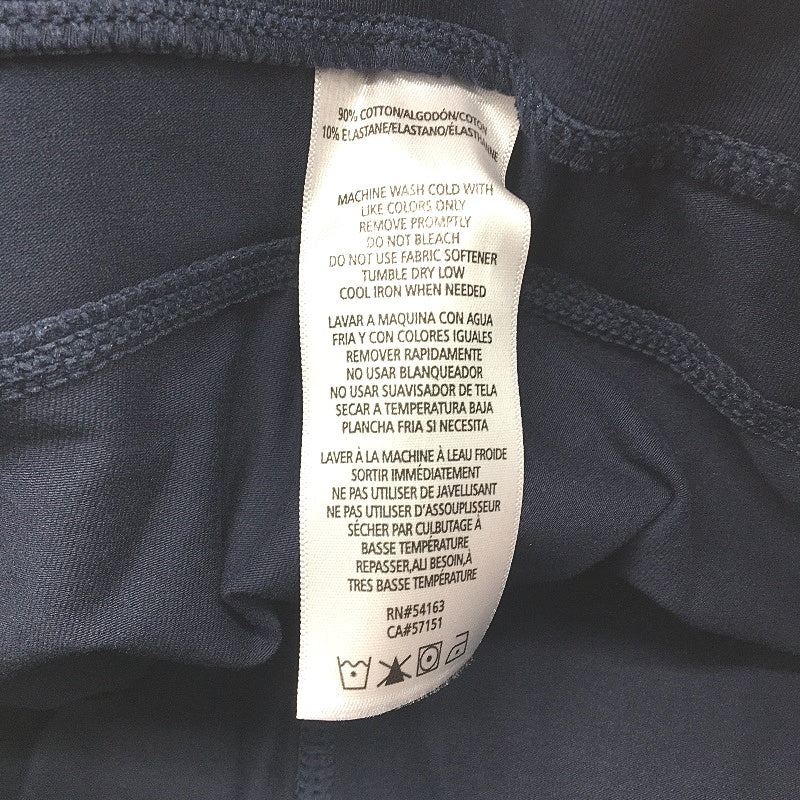 90% COTTON/ALGODÓN/COTON
10% ELASTANE/ELASTANO/ÉLASTHANNE
MACHINE WASH COLD WITH
LIKE COLORS ONLY
REMOVE PROMPTLY
DO NOT BLEACH
DO NOT USE FABRIC SOFTENER
TUMBLE DRY LOW
COOL IRON WHEN NEEDED
LAVAR A MAQUINA CON AGUA
FRIA Y CON COLORES IGUALES
REMOVER RAPIDAMENTE
NO USAR BLANQUEADOR
NO USAR SUAVISADOR DE TELA
SECAR A TEMPERATURA BAJA
PLANCHA FRIA SI NECESITA
LAVER À LA MACHINE À LEAU FROIDE
SORTIR IMMÉDIATEMENT
NE PAS UTILISER DE JAVELLISANT
NE PAS UTILISER D'ASSOUPLISSEUR
SÉCHER PAR CULBUTAGE À
BASSE TEMPÉRATURE
REPASSER,ALI BESOIN,À
TRES BASSE TEMPÉRATURE
RN#54163
CA#57151